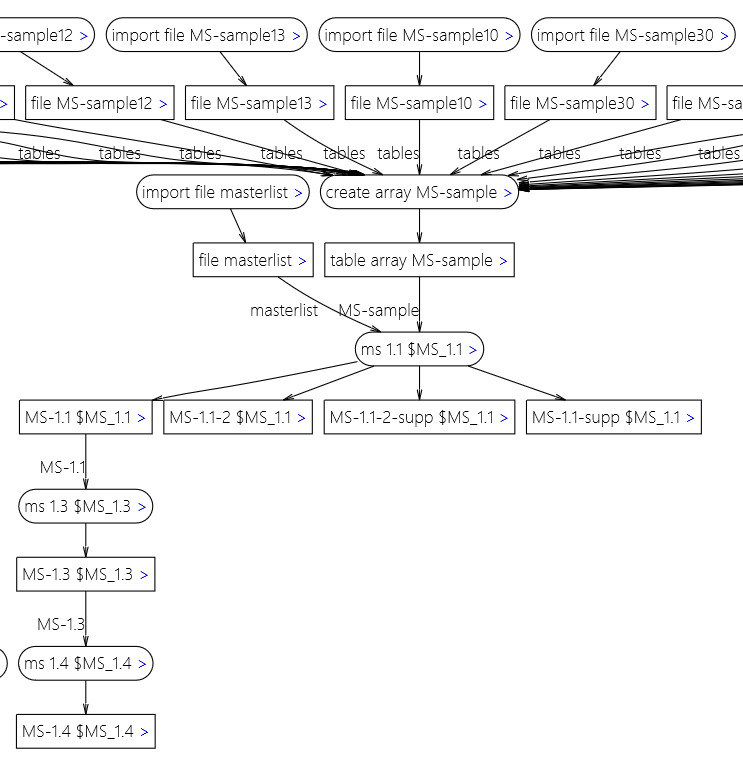 -sample12 >
import file MS-sample13 >
import file MS-sample10 >
import file MS-sample30 >
>
file MS-sample12 >
file MS-sample13 >
file MS-sample10 >
file MS-sample30 >
file MS-sa
tables
tables
tables
tables
tables
tables
tables
tables
tables
tables
import file masterlist >
create array MS-sample >
file masterlist >
table array MS-sample >
masterlist
MS-sample
ms 1.1 $MS_1.1 >
MS-1.1 $MS_1.1 >
MS-1.1-2 $MS_1.1 >
MS-1.1-2-supp $MS_1.1 >
MS-1.1-supp $MS_1.1 >
MS-1.1
ms 1.3 $MS_1.3 >
MS-1.3 $MS_1.3 >
MS-1.3
ms 1.4 $MS_1.4 >
MS-1.4 $MS_1.4 >